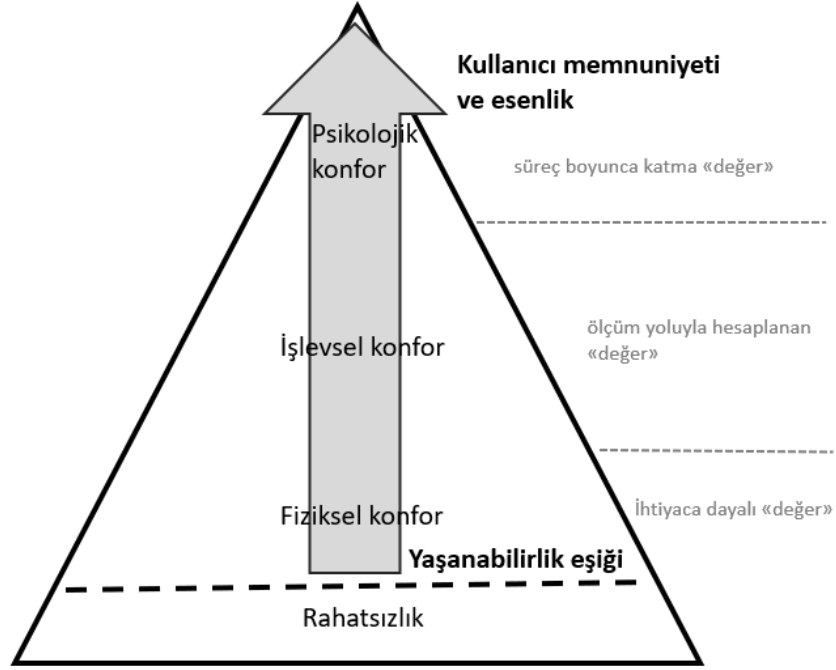 Kullanıcı memnuniyeti
ve esenlik
Psikolojik
konfor
süreç boyunca katma «değer»
İşlevsel konfor
ölçüm yoluyla hesaplanan
«değer»
Fiziksel konfor
İhtiyaca dayalı «değer»
Yaşanabilirlik eşiği
Rahatsızlık